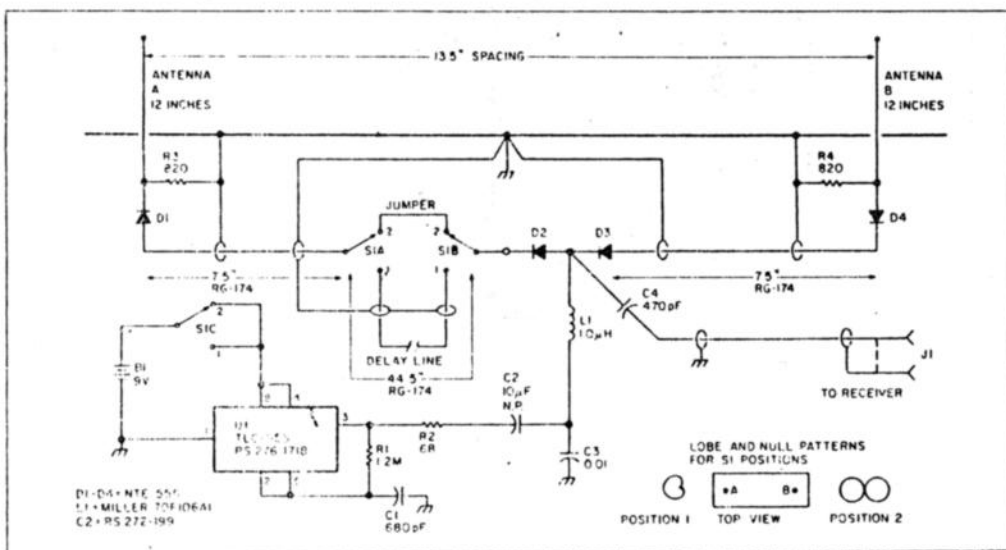 13.5" SPACING
ANTENNA
A
12 INCHES
ANTENNA
B
12 INCHES
R3
220
R4
820
JUMPER
D1
2
2
D2
D3
D4
S1A
S1B
1
1
7.5"
RG-174
7.5"
RG-174
C4
470pF
S1C
2
1
L1
DELAY LINE
44.5"
RG-174
J1
B1
9V
C2
10µF
N.P.
TO RECEIVER
8
4
U1
RS 276-1718
1
3
R2
R1
1.2M
C3
0.01
2
LOBE AND NULL PATTERNS
FOR S1 POSITIONS
•A
B•
POSITION 1
TOP VIEW
POSITION 2
C1
680pF
D1-D4 = NTE 555
L1 = MILLER 70F106A1
C2 = RS 272-199